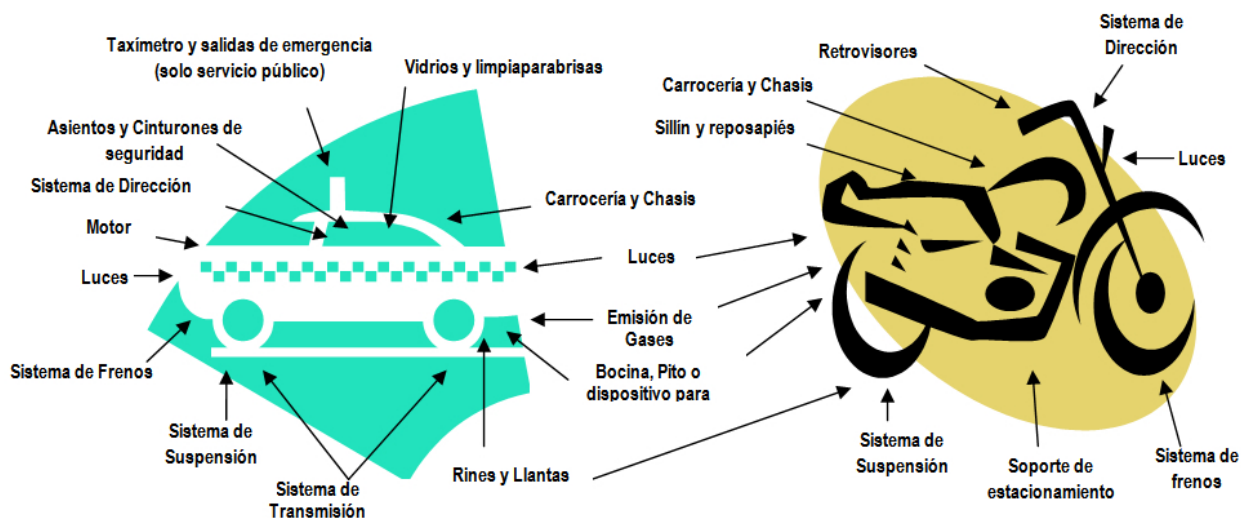 Taxímetro y salidas de emergencia
(solo servicio público)
Vidrios y limpiaparabrisas
Asientos y Cinturones de
seguridad
Sistema de Dirección
Motor
Luces
Carrocería y Chasis
Luces
Sistema de Frenos
Emisión de
Gases
Bocina, Pito o
dispositivo para
Sistema de
Suspensión
Sistema de
Transmisión
Rines y Llantas
Sistema de
Dirección
Retrovisores
Carrocería y Chasis
Sillín y reposapiés
Luces
Sistema de
Suspensión
Soporte de
estacionamiento
Sistema de
frenos